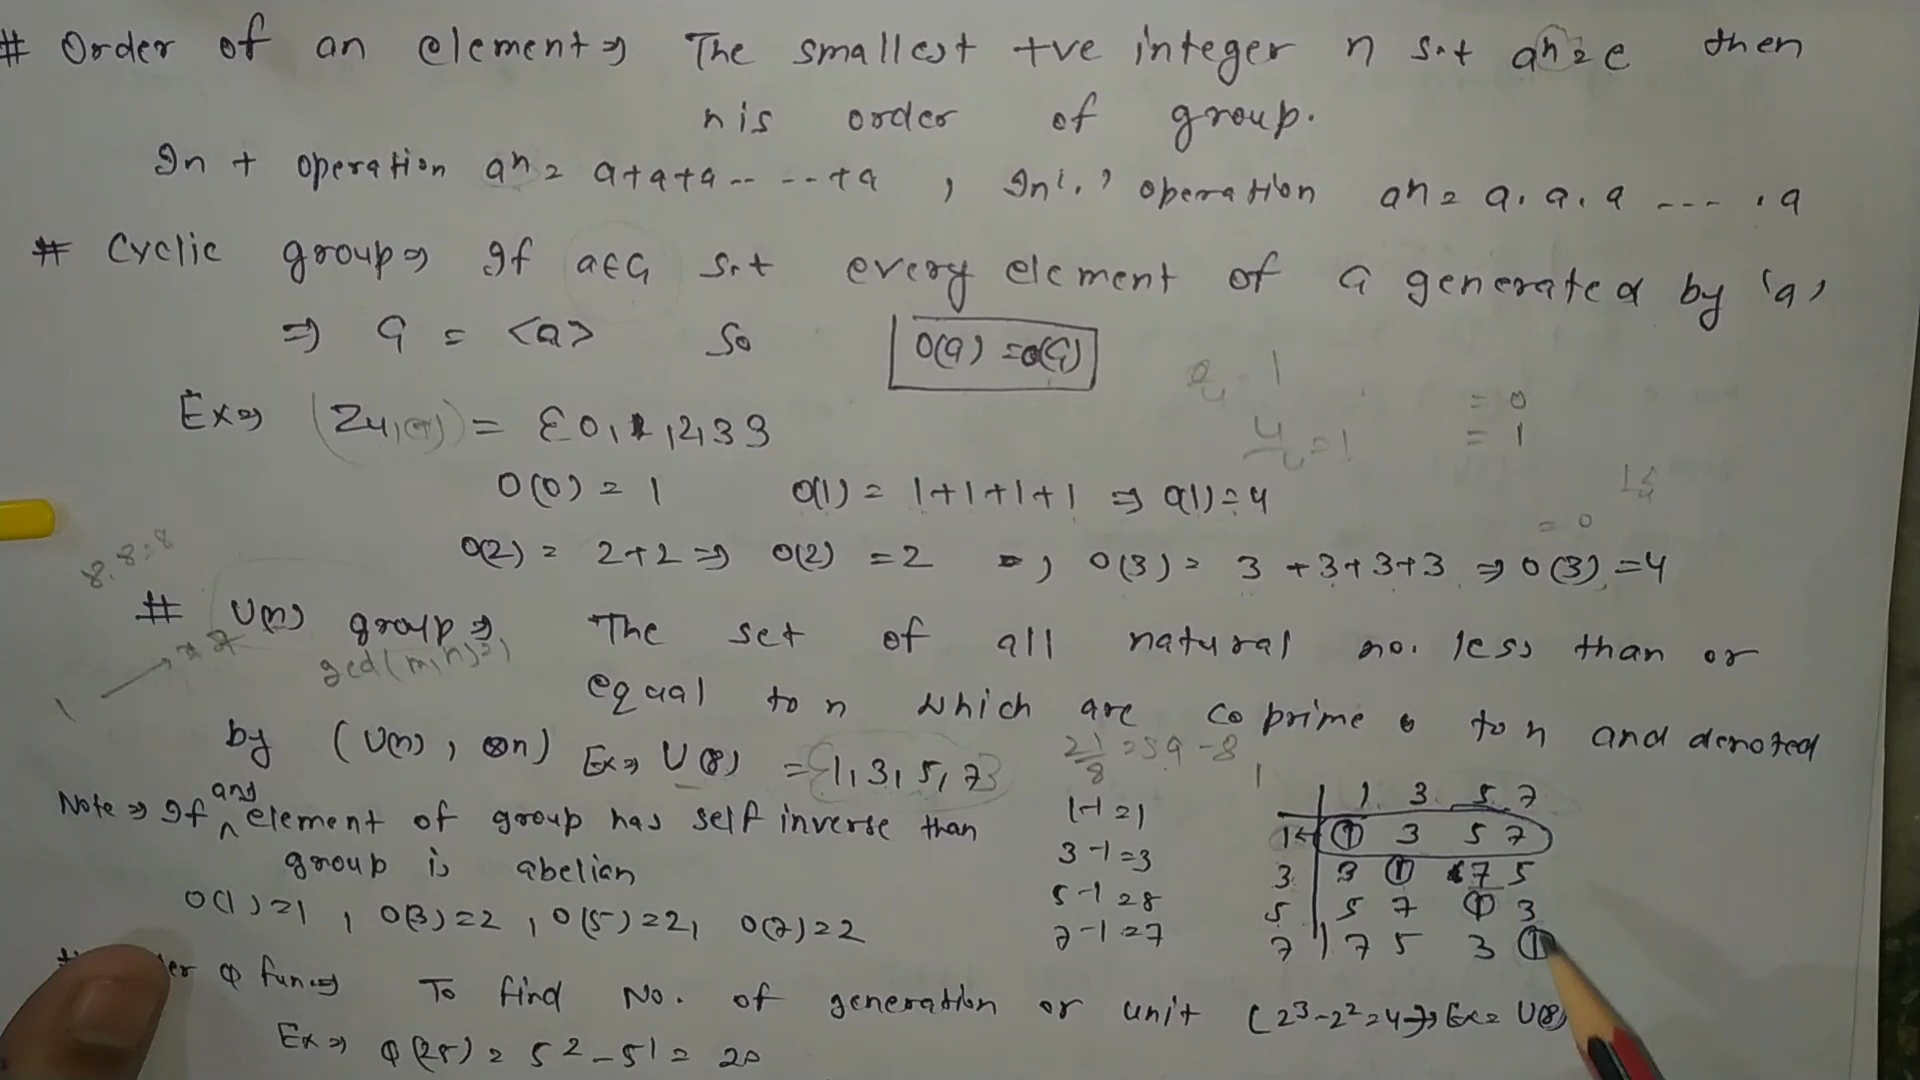 # Order of an element ⇒ The smallest +ve integer n s.t aⁿ = e then
n is order of group.
In + operation aⁿ = a+a+a-- ---+a , In '.' operation aⁿ = a. a. a --- . a
# Cyclic group ⇒ If a∈G s.t every element of G generated by 'a'
⇒ G = <a> So O(a) = o(G)
Ex ⇒ (Z4, ⊕) = {0, 1, 2, 3}
O(0) = 1 O(1) = 1+1+1+1 ⇒ O(1) = 4
O(2) = 2+2 ⇒ O(2) = 2 , O(3) = 3 +3+3+3 ⇒ O(3) = 4
8.8=8
# U(n) group ⇒ The set of all natural no. less than or
gcd(m,n)=1
equal to n which are co prime to n and denoted
by (U(n), ⊗n) Ex ⇒ U(8) = {1, 3, 5, 7}
Note ⇒ If any element of group has self inverse than
group is abelian
O(1) = 1 , O(3) = 2 , O(5) = 2, O(7) = 2
1-1 = 1
3-1 = 3
5-1 = 8
7-1 = 7
1 3 5 7
1 1 3 5 7
3 3 1 7 5
5 5 7 1 3
7 7 5 3 1
φ fun ⇒ To find No. of generation or unit (2³-2² = 4 ⇒ Ex = U(8)
Ex ⇒ φ(25) = 5² - 5¹ = 20